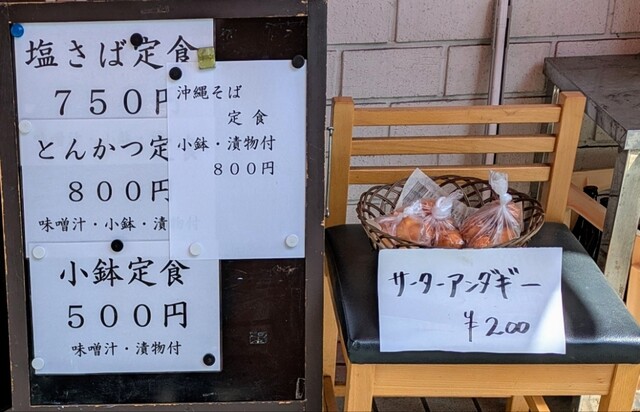 塩さば定食
７５０円
とんかつ定
８００円
味噌汁・小鉢・漬
沖縄そば
定食
小鉢・漬物付
８００円
小鉢定食
５００円
味噌汁・漬物付
サーターアンダギー
¥200